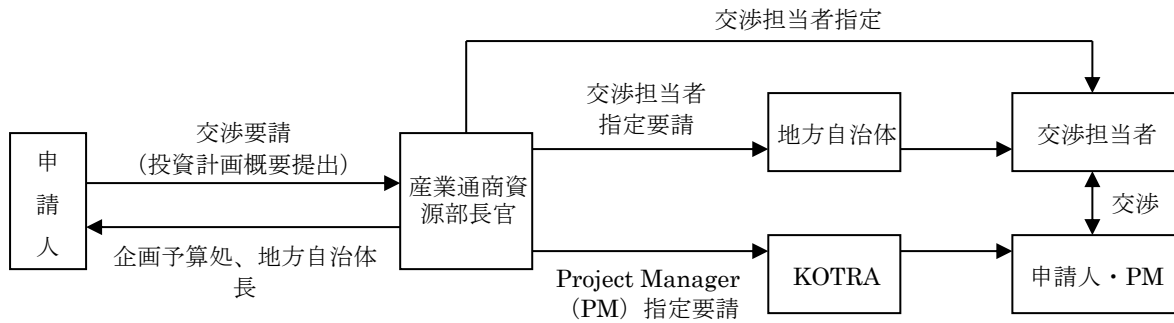 交渉担当者指定
交渉担当者
指定要請
交渉要請
（投資計画概要提出）
申
請
人
産業通商資
源部長官
地方自治体
交渉担当者
交渉
企画予算処、地方自治体
長
Project Manager
（PM）指定要請
KOTRA
申請人・PM